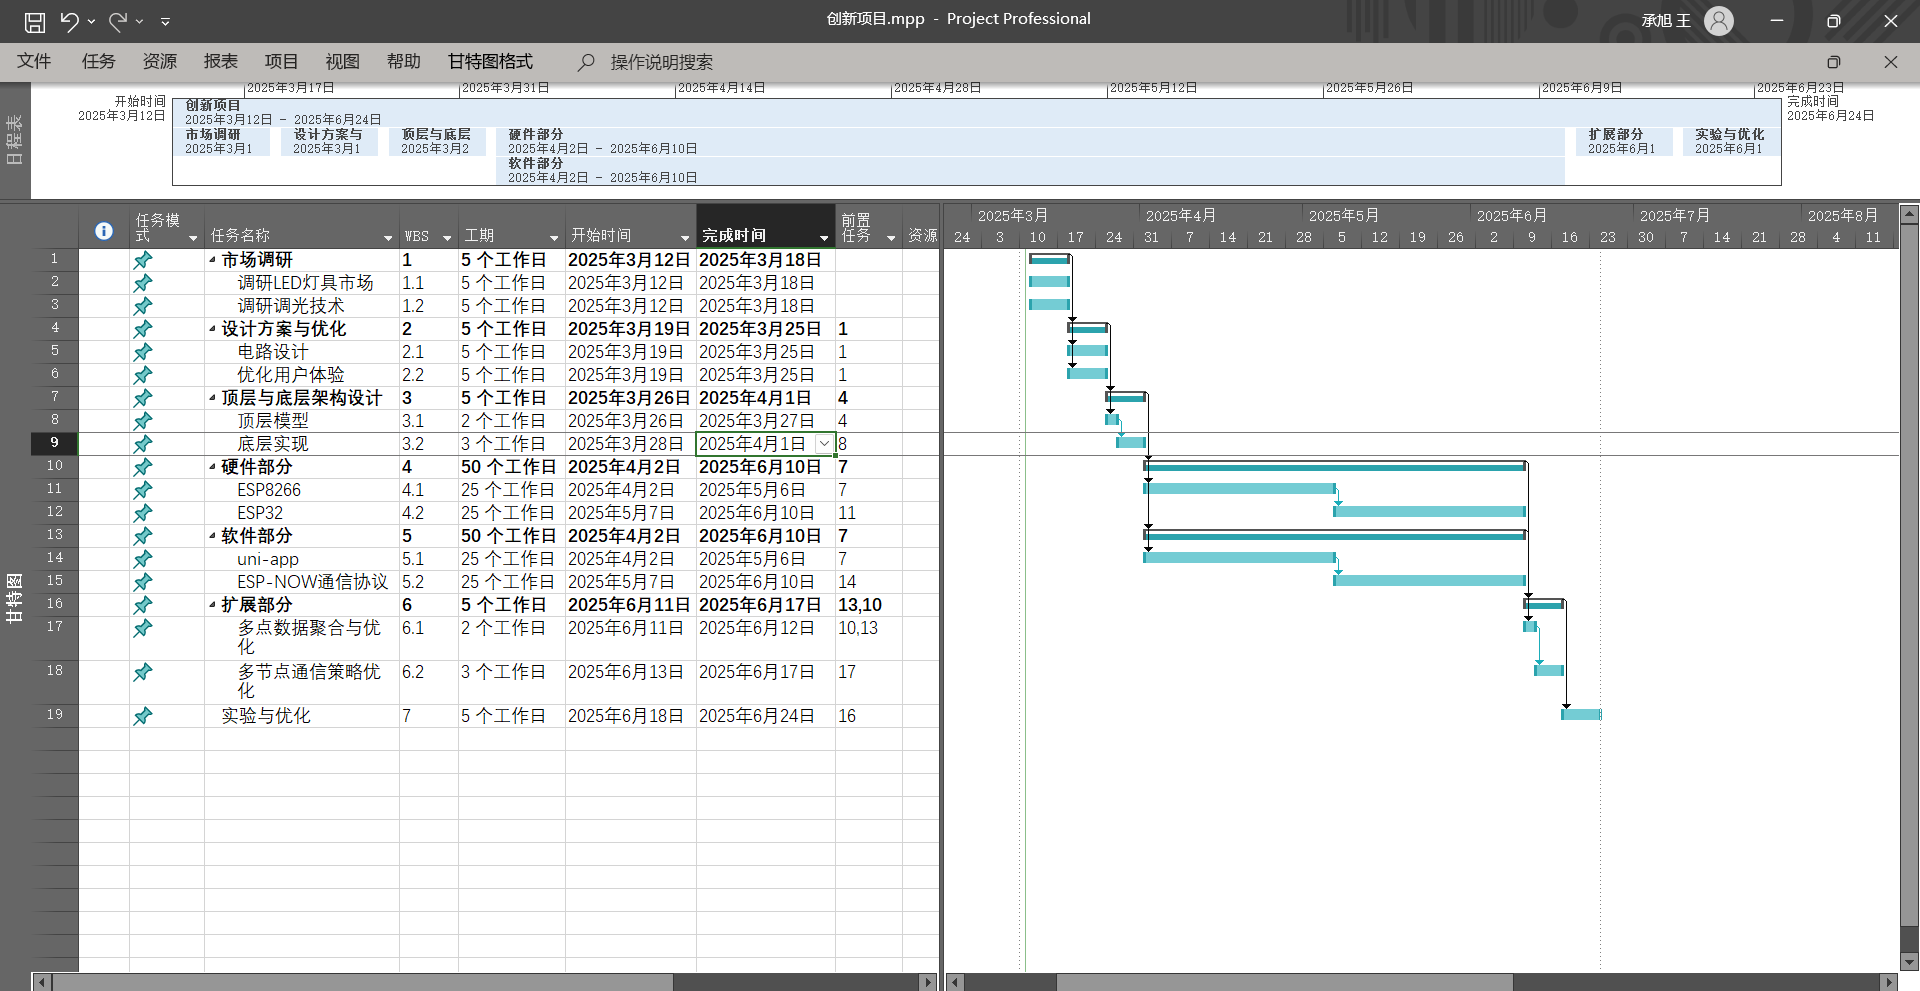 创新项目.mpp - Project Professional
承旭 王
文件 任务 资源 报表 项目 视图 帮助 甘特图格式 操作说明搜索
日程表
2025年3月17日 2025年3月31日 2025年4月14日 2025年4月28日 2025年5月12日 2025年5月26日 2025年6月9日 2025年6月23日
开始时间
2025年3月12日
创新项目
2025年3月12日 - 2025年6月24日
市场调研
2025年3月1
设计方案与
2025年3月1
顶层与底层
2025年3月2
硬件部分
2025年4月2日 - 2025年6月10日
软件部分
2025年4月2日 - 2025年6月10日
扩展部分
2025年6月1
实验与优化
2025年6月1
完成时间
2025年6月24日
甘特图
任务模式 任务名称 WBS 工期 开始时间 完成时间 前置任务 资源
1 市场调研 1 5 个工作日 2025年3月12日 2025年3月18日
2 调研LED灯具市场 1.1 5 个工作日 2025年3月12日 2025年3月18日
3 调研调光技术 1.2 5 个工作日 2025年3月12日 2025年3月18日
4 设计方案与优化 2 5 个工作日 2025年3月19日 2025年3月25日 1
5 电路设计 2.1 5 个工作日 2025年3月19日 2025年3月25日 1
6 优化用户体验 2.2 5 个工作日 2025年3月19日 2025年3月25日 1
7 顶层与底层架构设计 3 5 个工作日 2025年3月26日 2025年4月1日 4
8 顶层模型 3.1 2 个工作日 2025年3月26日 2025年3月27日 4
9 底层实现 3.2 3 个工作日 2025年3月28日 2025年4月1日 8
10 硬件部分 4 50 个工作日 2025年4月2日 2025年6月10日 7
11 ESP8266 4.1 25 个工作日 2025年4月2日 2025年5月6日 7
12 ESP32 4.2 25 个工作日 2025年5月7日 2025年6月10日 11
13 软件部分 5 50 个工作日 2025年4月2日 2025年6月10日 7
14 uni-app 5.1 25 个工作日 2025年4月2日 2025年5月6日 7
15 ESP-NOW通信协议 5.2 25 个工作日 2025年5月7日 2025年6月10日 14
16 扩展部分 6 5 个工作日 2025年6月11日 2025年6月17日 13,10
17 多点数据聚合与优化 6.1 2 个工作日 2025年6月11日 2025年6月12日 10,13
18 多节点通信策略优化 6.2 3 个工作日 2025年6月13日 2025年6月17日 17
19 实验与优化 7 5 个工作日 2025年6月18日 2025年6月24日 16
2025年3月 2025年4月 2025年5月 2025年6月 2025年7月 2025年8月
24 3 10 17 24 31 7 14 21 28 5 12 19 26 2 9 16 23 30 7 14 21 28 4 11